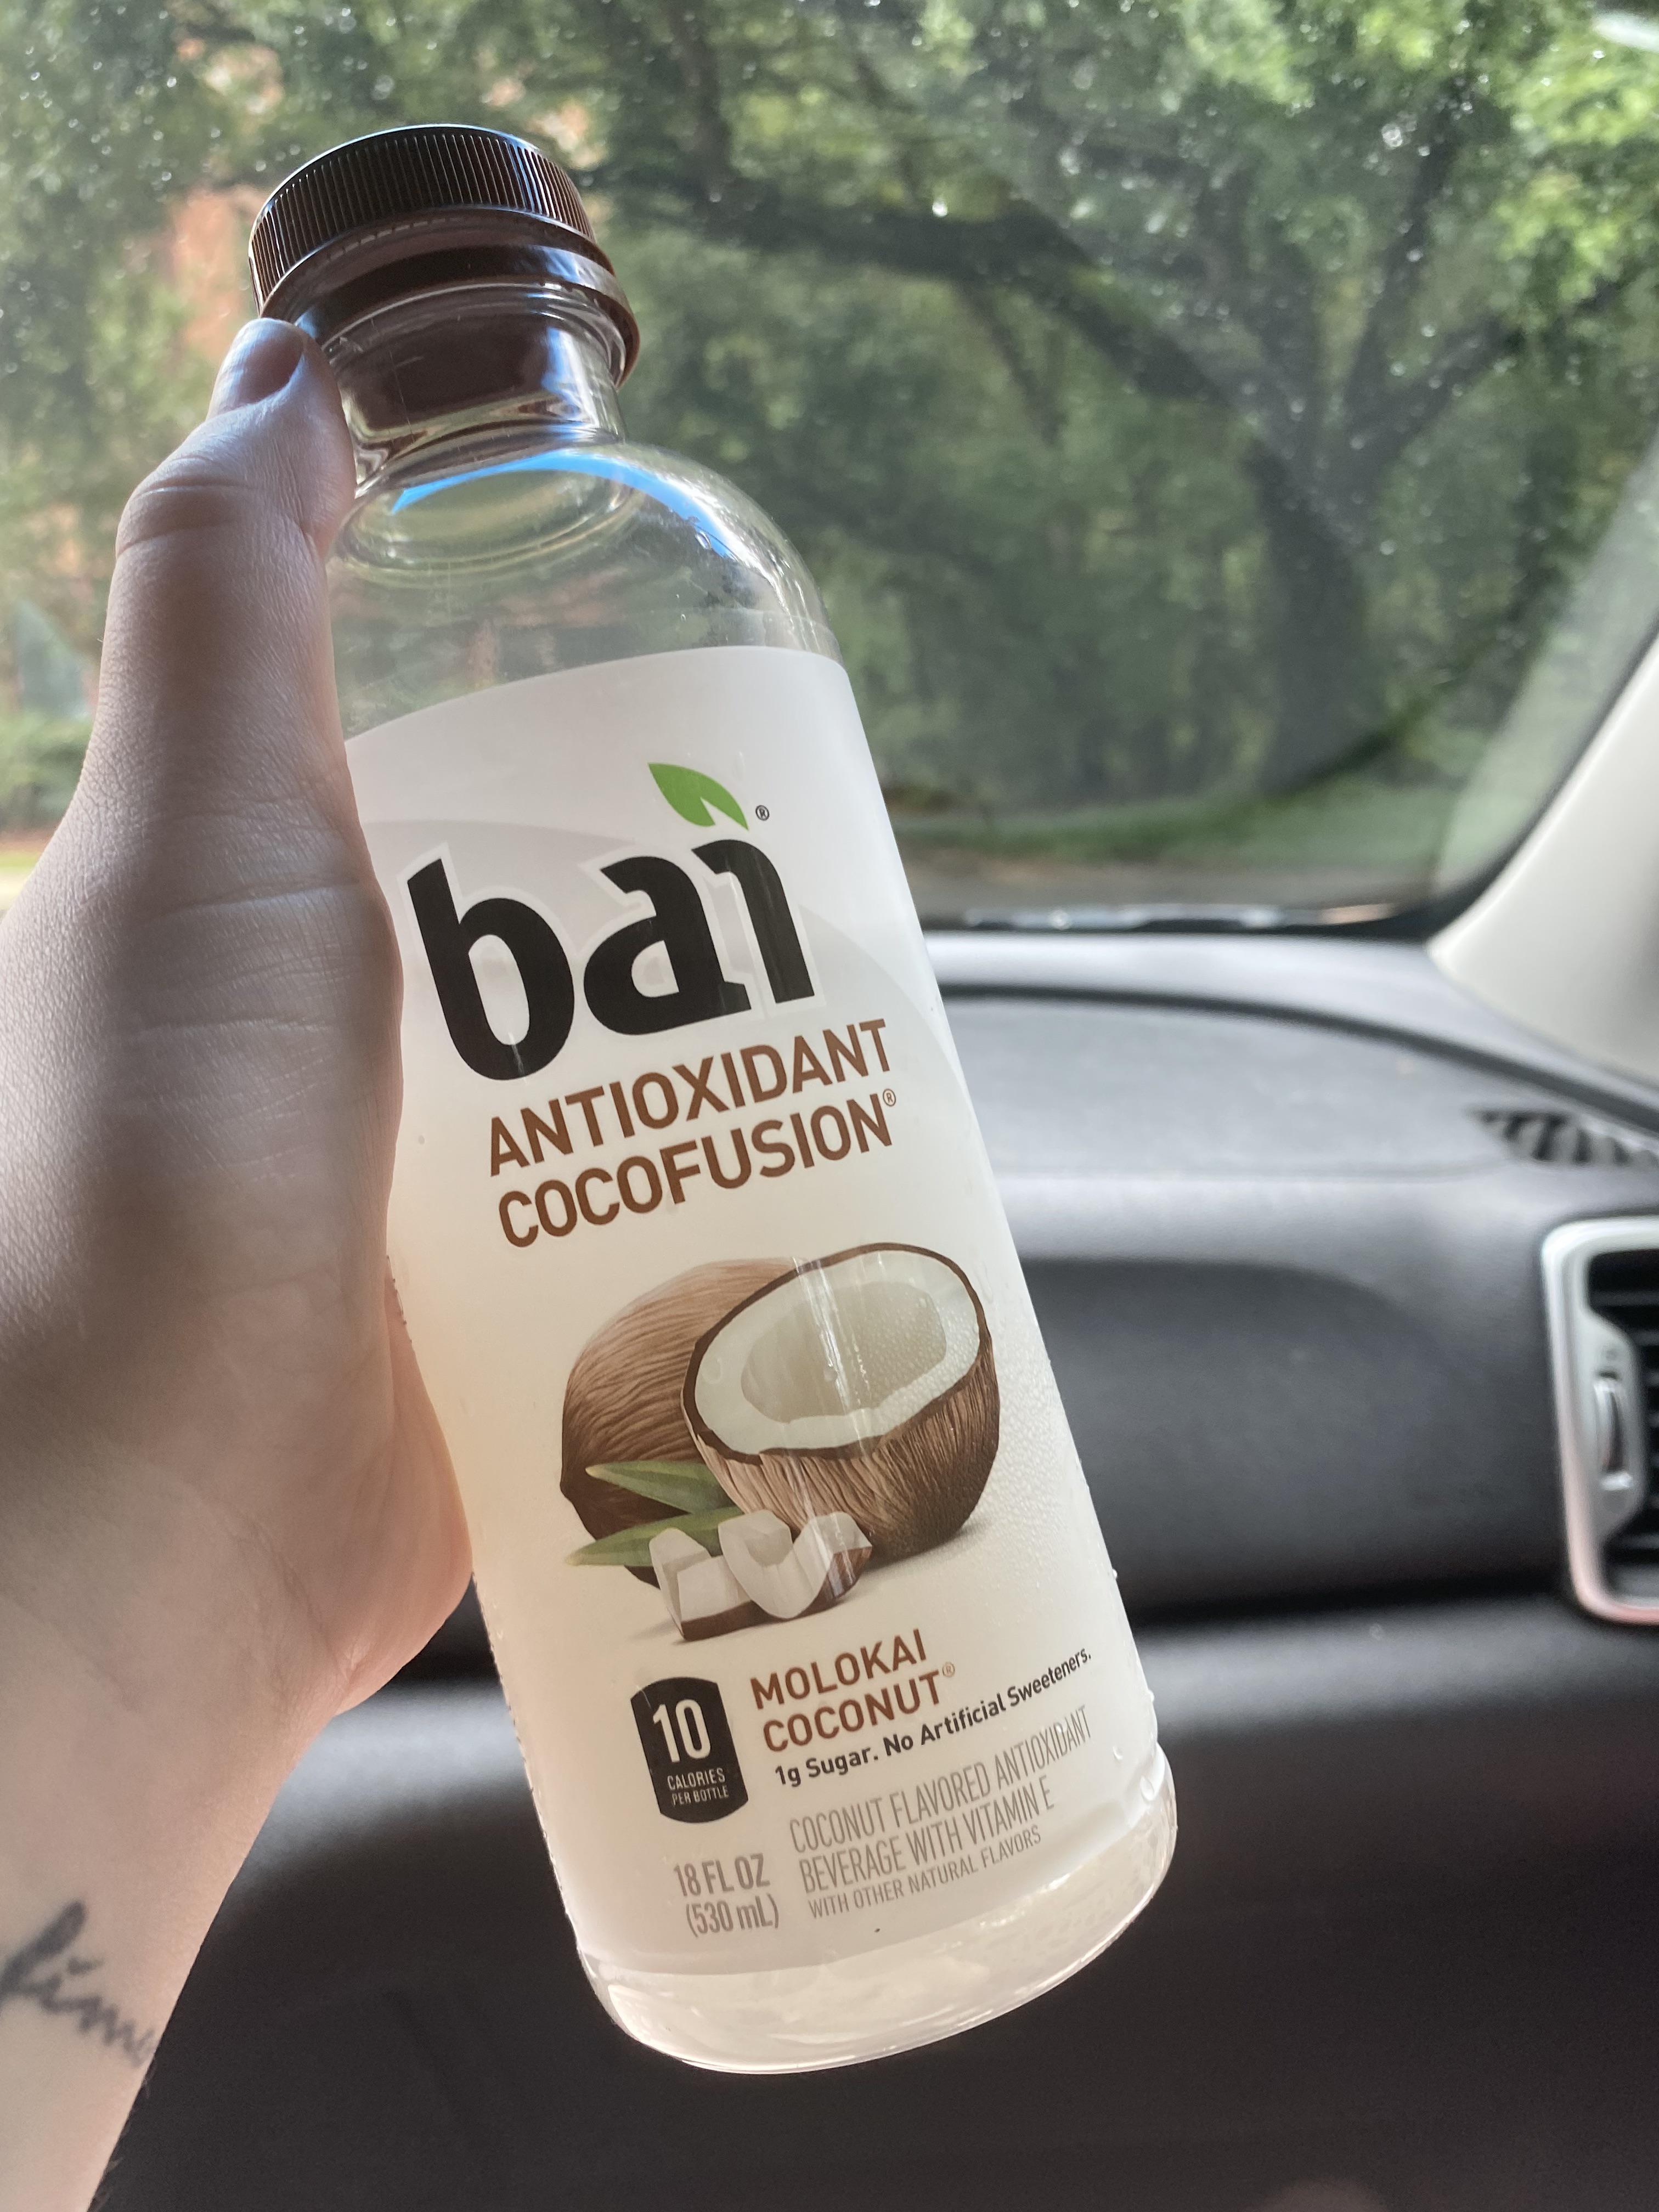 bai®
ANTIOXIDANT
COCOFUSION®
10
CALORIES
PER BOTTLE
MOLOKAI
COCONUT®
1g Sugar. No Artificial Sweeteners.
18 FL OZ
(530 mL)
COCONUT FLAVORED ANTIOXIDANT
BEVERAGE WITH VITAMIN E
WITH OTHER NATURAL FLAVORS